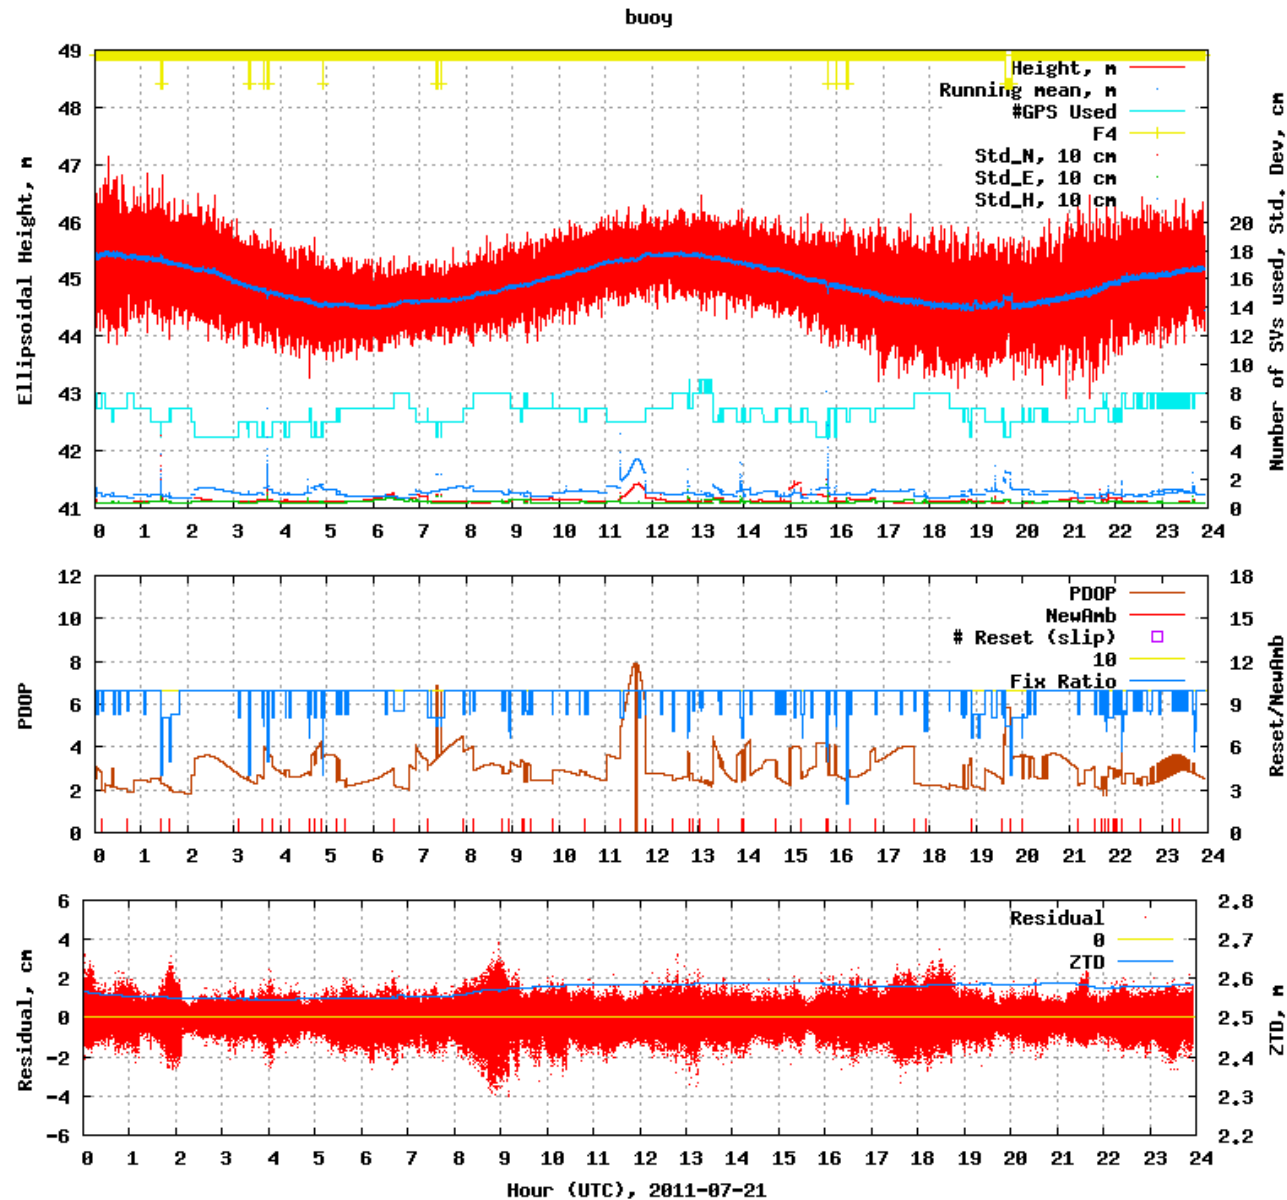 buoy
49
48
47
46
45
44
43
42
41
Ellipsoidal Height, m
Height, m
Running mean, m
#GPS Used
F4
Std_N, 10 cm
Std_E, 10 cm
Std_H, 10 cm
20
18
16
14
12
10
8
6
4
2
0
Number of SVs used, Std. Dev, cm
0 1 2 3 4 5 6 7 8 9 10 11 12 13 14 15 16 17 18 19 20 21 22 23 24
12
10
8
6
4
2
0
PDOP
PDOP
NewAmb
# Reset (slip)
10
Fix Ratio
18
15
12
9
6
3
0
Reset/NewAmb
0 1 2 3 4 5 6 7 8 9 10 11 12 13 14 15 16 17 18 19 20 21 22 23 24
6
4
2
0
-2
-4
-6
Residual, cm
Residual
0
ZTD
2.8
2.7
2.6
2.5
2.4
2.3
2.2
ZTD, m
0 1 2 3 4 5 6 7 8 9 10 11 12 13 14 15 16 17 18 19 20 21 22 23 24
Hour (UTC), 2011-07-21